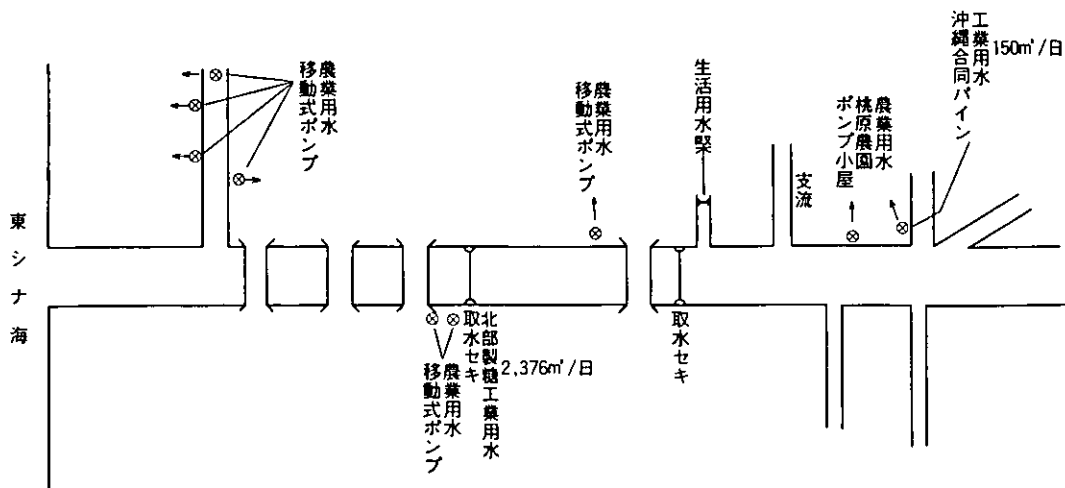 東シナ海
農業用水
移動式ポンプ
農業用水
移動式ポンプ
北部製糖工業用水
取水セキ
2,376m³/日
農業用水
移動式ポンプ
生活用水堅
取水セキ
支流
農業用水
桃原農園
ポンプ小屋
工業用水
沖縄合同パイン
150m³/日